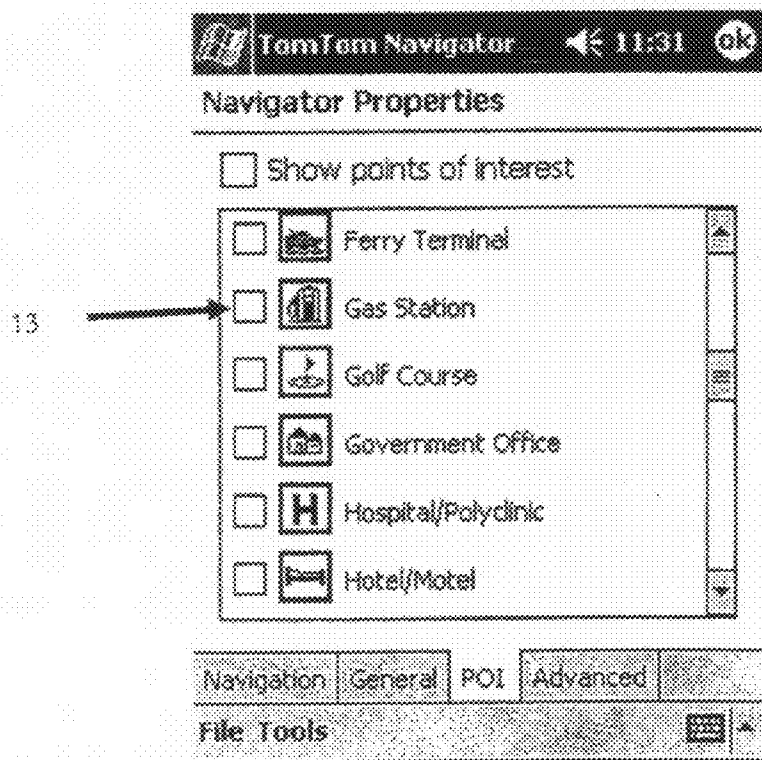 TomTom Navigator 11:31 ok
Navigator Properties
Show points of interest
Ferry Terminal
13
Gas Station
Golf Course
Government Office
H Hospital/Polyclinic
Hotel/Motel
Navigation General POI Advanced
File Tools